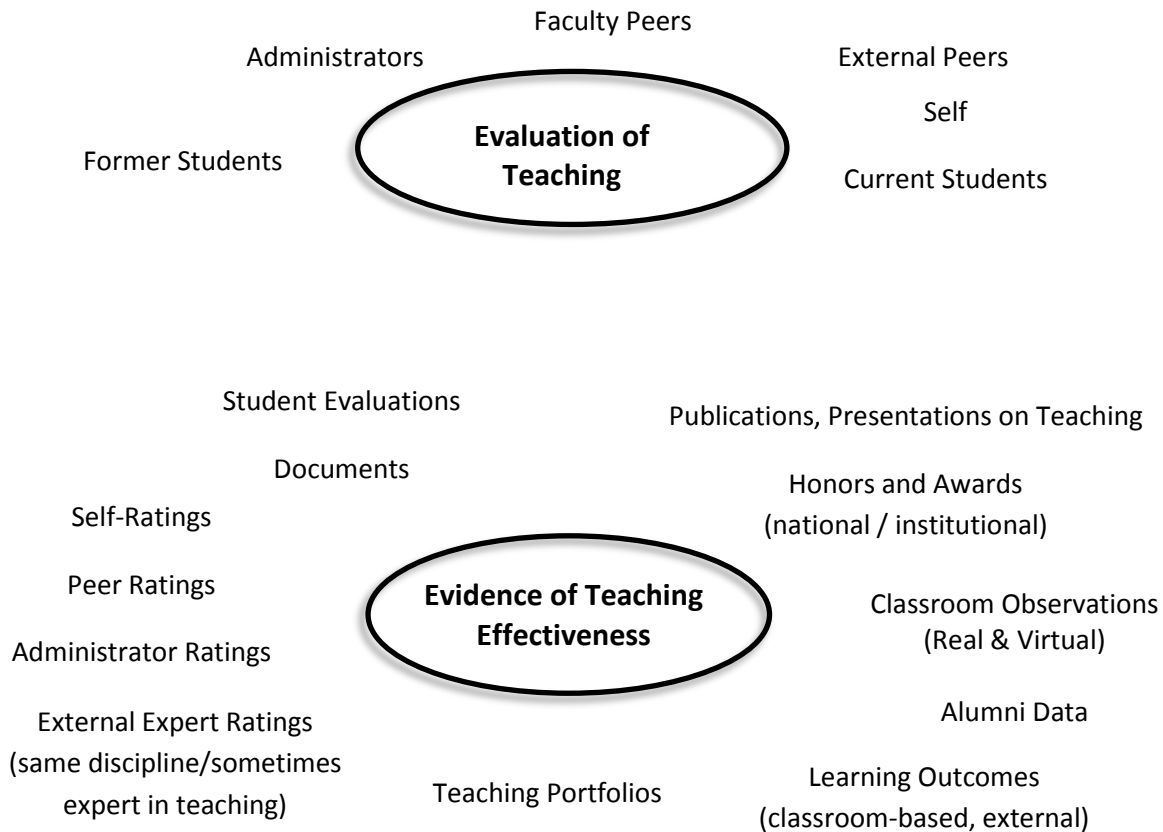 Faculty Peers
Administrators
External Peers
Self
Evaluation of
Teaching
Former Students
Current Students
Student Evaluations
Publications, Presentations on Teaching
Documents
Honors and Awards
(national / institutional)
Self-Ratings
Peer Ratings
Evidence of Teaching
Effectiveness
Classroom Observations
(Real & Virtual)
Administrator Ratings
External Expert Ratings
(same discipline/sometimes
expert in teaching)
Alumni Data
Teaching Portfolios
Learning Outcomes
(classroom-based, external)